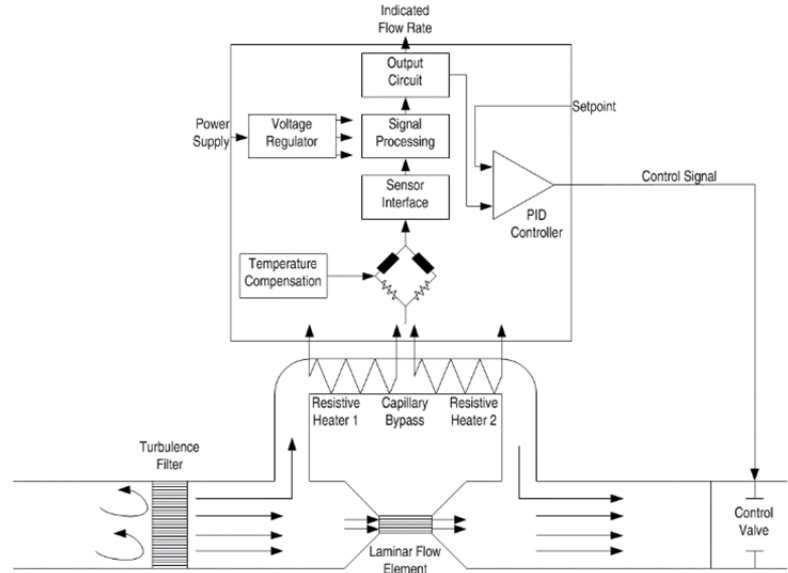 Indicated
Flow Rate
Output
Circuit
Setpoint
Power
Supply
Voltage
Regulator
Signal
Processing
Control Signal
Sensor
Interface
PID
Controller
Temperature
Compensation
Resistive
Heater 1
Capillary
Bypass
Resistive
Heater 2
Turbulence
Filter
Control
Valve
Laminar Flow
Element